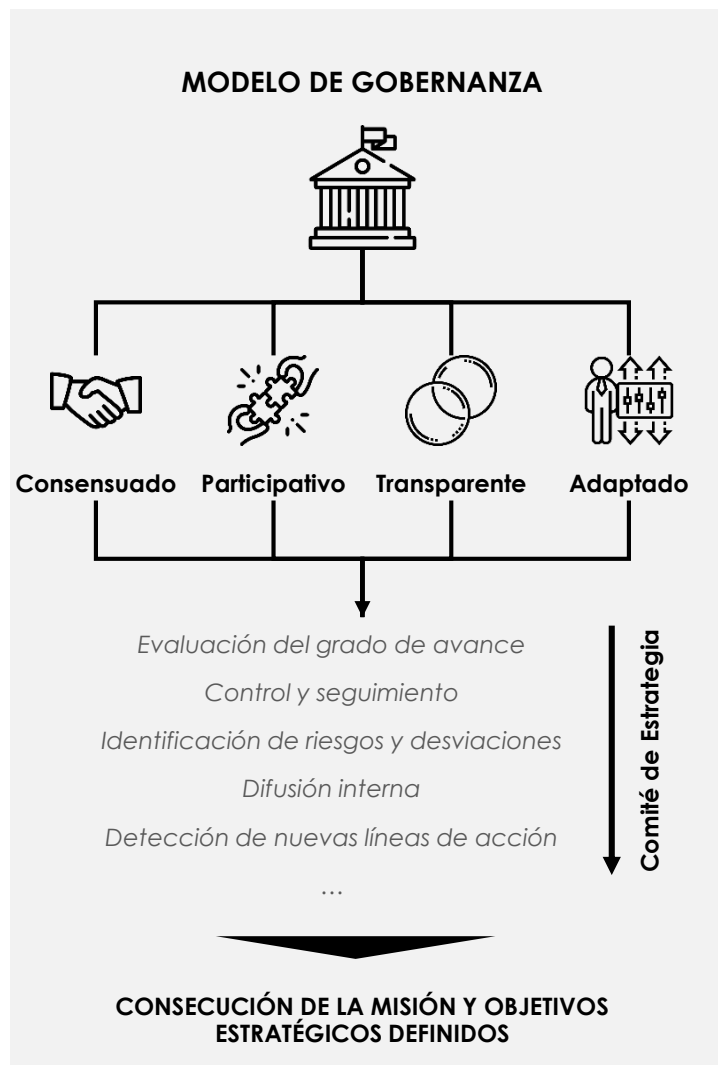 MODELO DE GOBERNANZA
Consensuado Participativo Transparente Adaptado
Evaluación del grado de avance
Control y seguimiento
Identificación de riesgos y desviaciones
Difusión interna
Detección de nuevas líneas de acción
...
Comité de Estrategia
CONSECUCIÓN DE LA MISIÓN Y OBJETIVOS
ESTRATÉGICOS DEFINIDOS